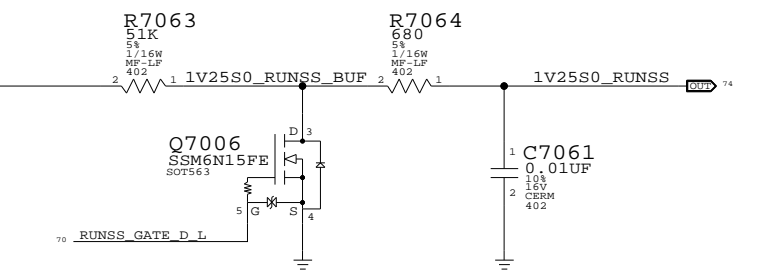 R7063
51K
5%
1/16W
MF-LF
402
2 1
1V25S0_RUNSS_BUF
R7064
680
5%
1/16W
MF-LF
402
2 1
1V25S0_RUNSS
OUT 74
Q7006
SSM6N15FE
SOT563
D 3
5 G S 4
70 RUNSS_GATE_D_L
1 C7061
0.01UF
10%
16V
2 CERM
402